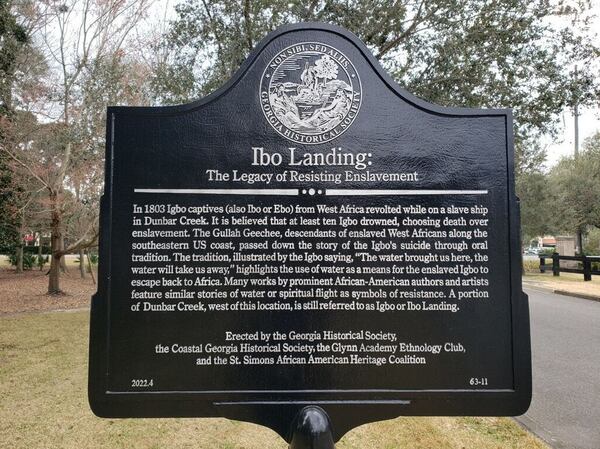 NON SIBI, SED ALIIS.
GEORGIA HISTORICAL SOCIETY
Ibo Landing:
The Legacy of Resisting Enslavement
In 1803 Igbo captives (also Ibo or Ebo) from West Africa revolted while on a slave ship
in Dunbar Creek. It is believed that at least ten Igbo drowned, choosing death over
enslavement. The Gullah Geechee, descendants of enslaved West Africans along the
southeastern US coast, passed down the story of the Igbo's suicide through oral
tradition. The tradition, illustrated by the Igbo saying, “The water brought us here, the
water will take us away,” highlights the use of water as a means for the enslaved Igbo to
escape back to Africa. Many works by prominent African-American authors and artists
feature similar stories of water or spiritual flight as symbols of resistance. A portion
of Dunbar Creek, west of this location, is still referred to as Igbo or Ibo Landing.
Erected by the Georgia Historical Society,
the Coastal Georgia Historical Society, the Glynn Academy Ethnology Club,
and the St. Simons African American Heritage Coalition
2022.4
63-11